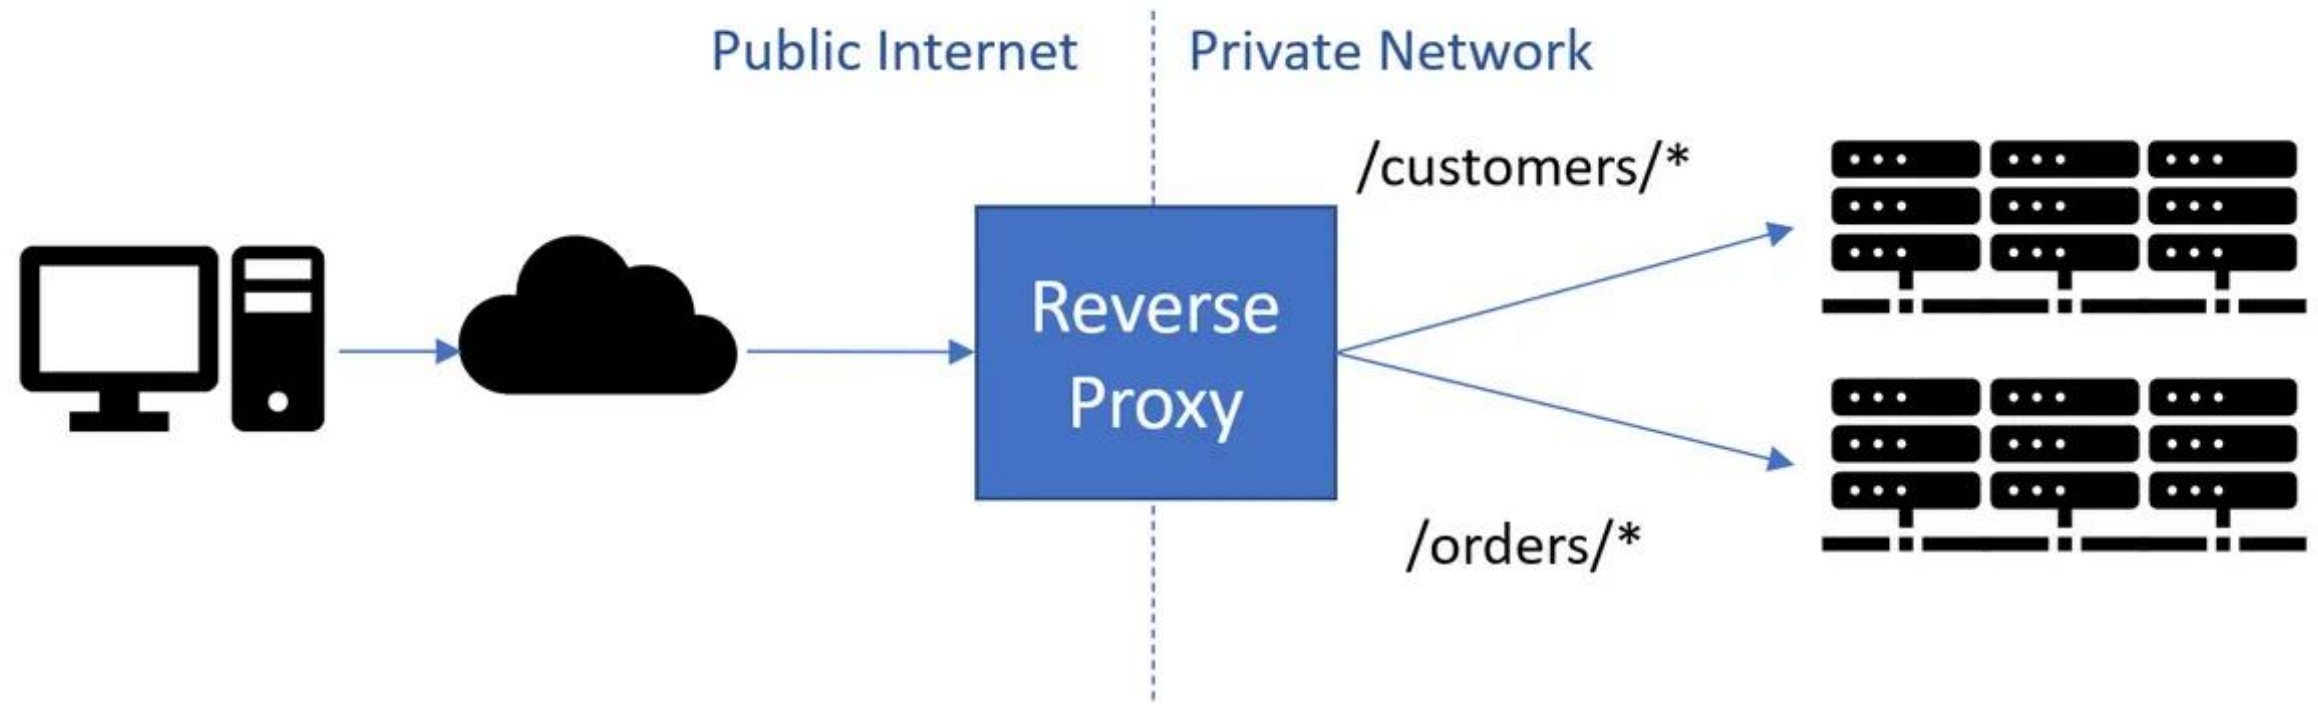 Public Internet
Private Network
/customers/*
Reverse
Proxy
/orders/*